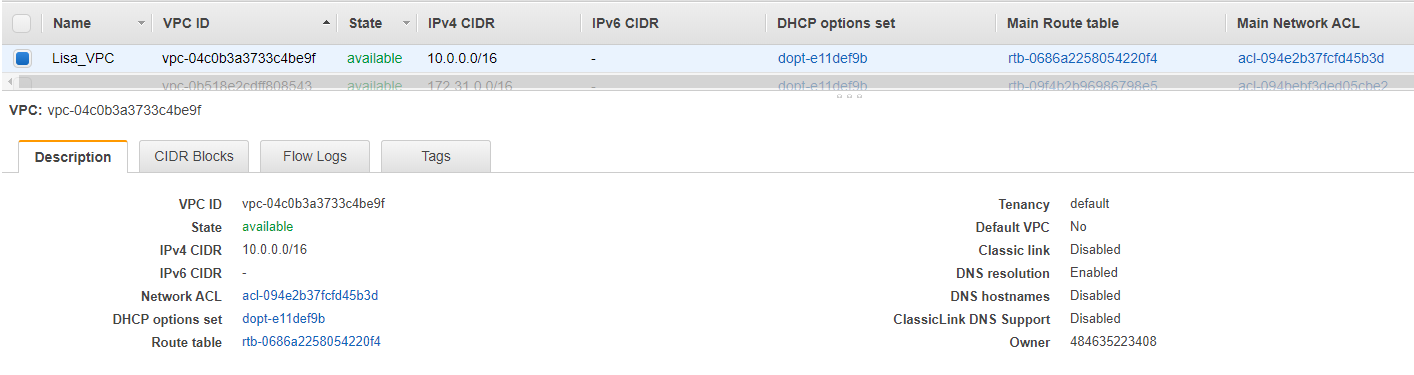 Name VPC ID State IPv4 CIDR IPv6 CIDR DHCP options set Main Route table Main Network ACL
Lisa_VPC vpc-04c0b3a3733c4be9f available 10.0.0.0/16 - dopt-e11def9b rtb-0686a2258054220f4 acl-094e2b37fcfd45b3d
vpc-0b518e2cdff808543 available 172.31.0.0/16 - dopt-e11def9b rtb-09f4b2b96986798e5 acl-094bebf3ded05cbe2
VPC: vpc-04c0b3a3733c4be9f
Description CIDR Blocks Flow Logs Tags
VPC ID vpc-04c0b3a3733c4be9f Tenancy default
State available Default VPC No
IPv4 CIDR 10.0.0.0/16 Classic link Disabled
IPv6 CIDR - DNS resolution Enabled
Network ACL acl-094e2b37fcfd45b3d DNS hostnames Disabled
DHCP options set dopt-e11def9b ClassicLink DNS Support Disabled
Route table rtb-0686a2258054220f4 Owner 484635223408